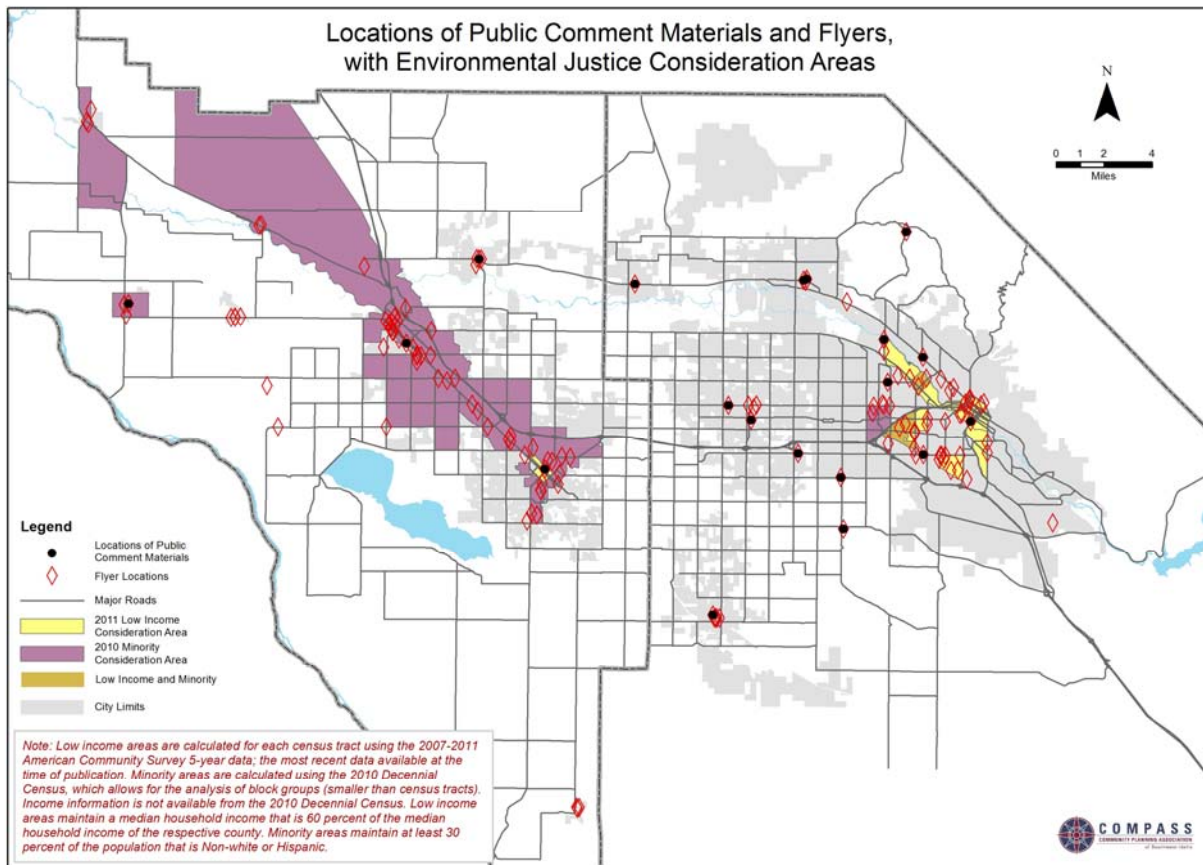 Locations of Public Comment Materials and Flyers,
with Environmental Justice Consideration Areas
N
0 1 2 4
Miles
Legend
Locations of Public
Comment Materials
Flyer Locations
Major Roads
2011 Low Income
Consideration Area
2010 Minority
Consideration Area
Low Income and Minority
City Limits
Note: Low income areas are calculated for each census tract using the 2007-2011
American Community Survey 5-year data; the most recent data available at the
time of publication. Minority areas are calculated using the 2010 Decennial
Census, which allows for the analysis of block groups (smaller than census tracts).
Income information is not available from the 2010 Decennial Census. Low income
areas maintain a median household income that is 60 percent of the median
household income of the respective county. Minority areas maintain at least 30
percent of the population that is Non-white or Hispanic.
COMPASS
COMMUNITY PLANNING ASSOCIATION
of Southwest Idaho